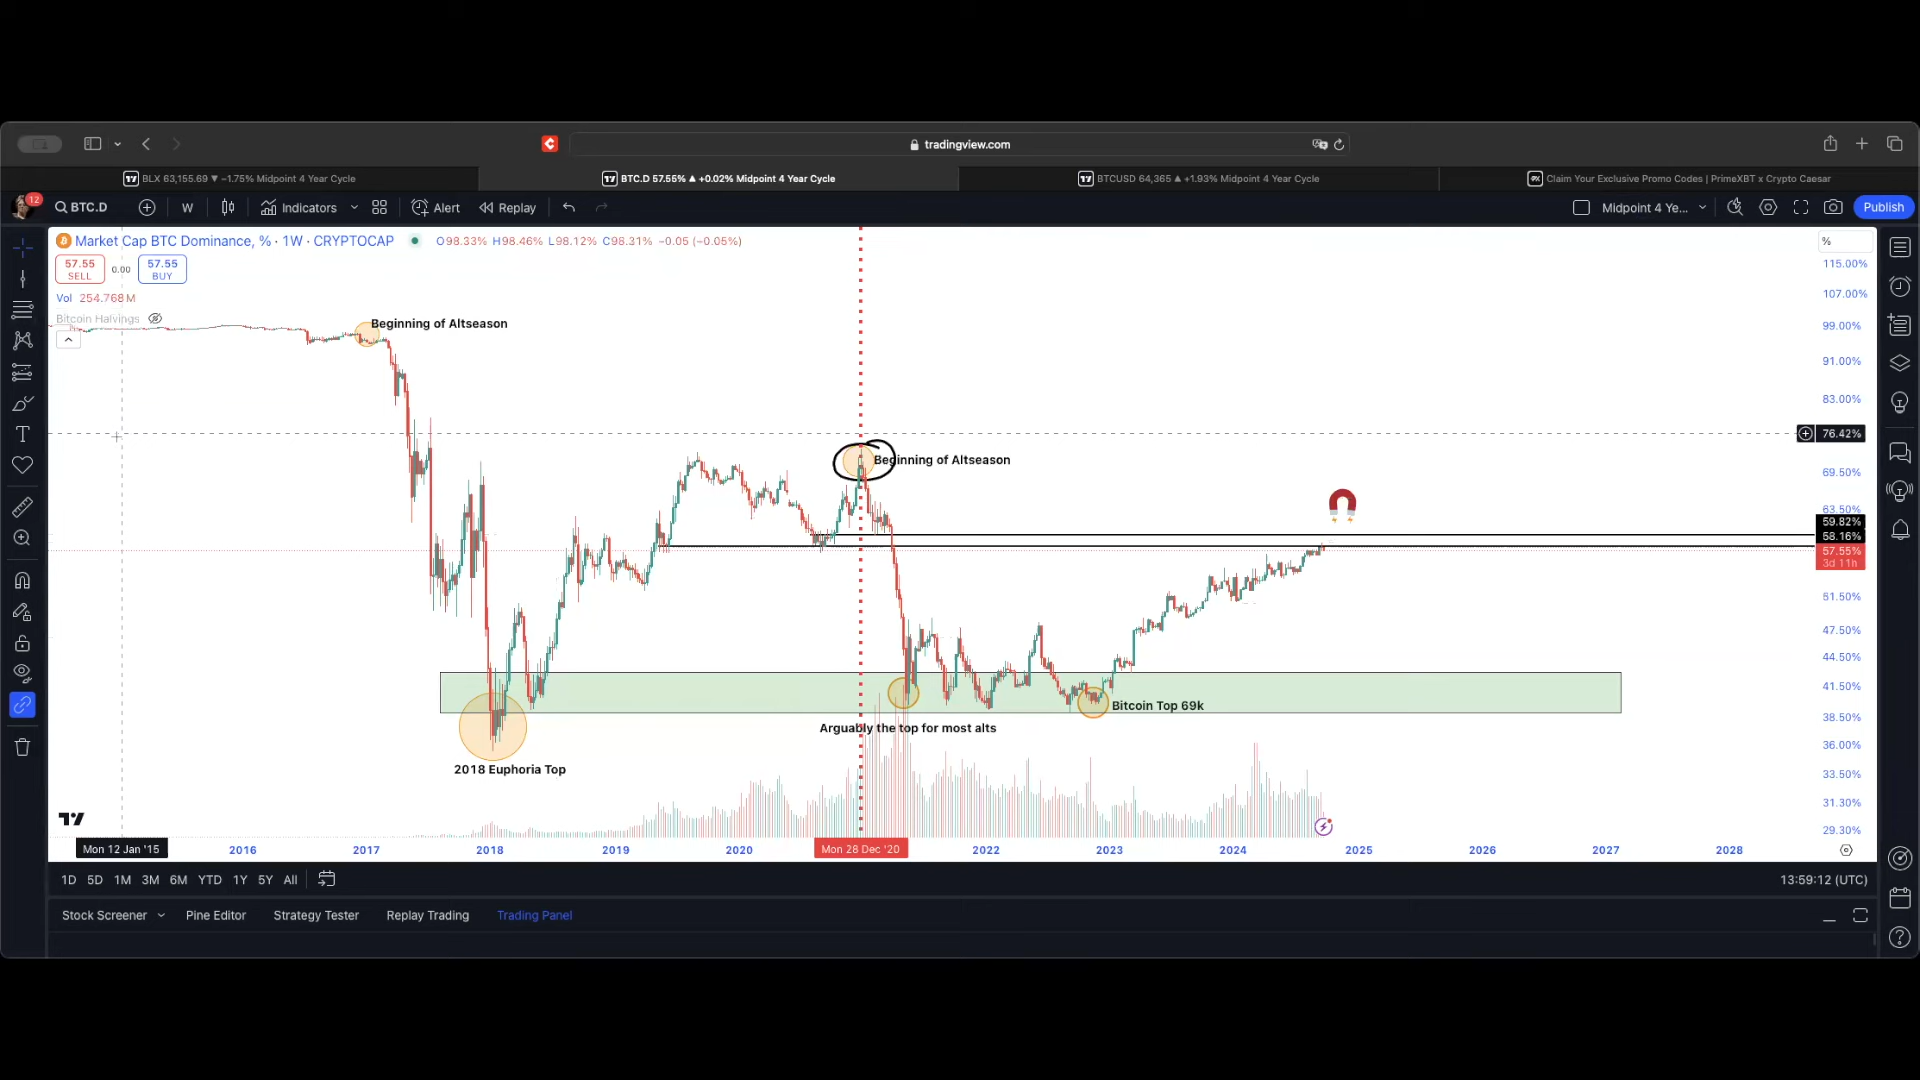 tradingview.com
BLX 63,155.69 ▼ −1.75% Midpoint 4 Year Cycle
BTC.D 57.55% ▲ +0.02% Midpoint 4 Year Cycle
BTCUSD 64,365 ▲ +1.93% Midpoint 4 Year Cycle
Claim Your Exclusive Promo Codes | PrimeXBT x Crypto Caesar
12
BTC.D
W
Indicators
Alert
Replay
Midpoint 4 Ye...
Publish
Market Cap BTC Dominance, % · 1W · CRYPTOCAP
O98.33% H98.46% L98.12% C98.31% −0.05 (−0.05%)
%
57.55
SELL
0.00
57.55
BUY
Vol 254.768M
Bitcoin Halvings
115.00%
107.00%
99.00%
91.00%
83.00%
76.42%
69.50%
63.50%
59.82%
58.16%
57.55%
3d 11h
51.50%
47.50%
44.50%
41.50%
38.50%
36.00%
33.50%
31.30%
29.30%
Beginning of Altseason
Beginning of Altseason
Bitcoin Top 69k
Arguably the top for most alts
2018 Euphoria Top
Mon 12 Jan '15
2016
2017
2018
2019
2020
Mon 28 Dec '20
2022
2023
2024
2025
2026
2027
2028
1D 5D 1M 3M 6M YTD 1Y 5Y All
13:59:12 (UTC)
Stock Screener
Pine Editor
Strategy Tester
Replay Trading
Trading Panel